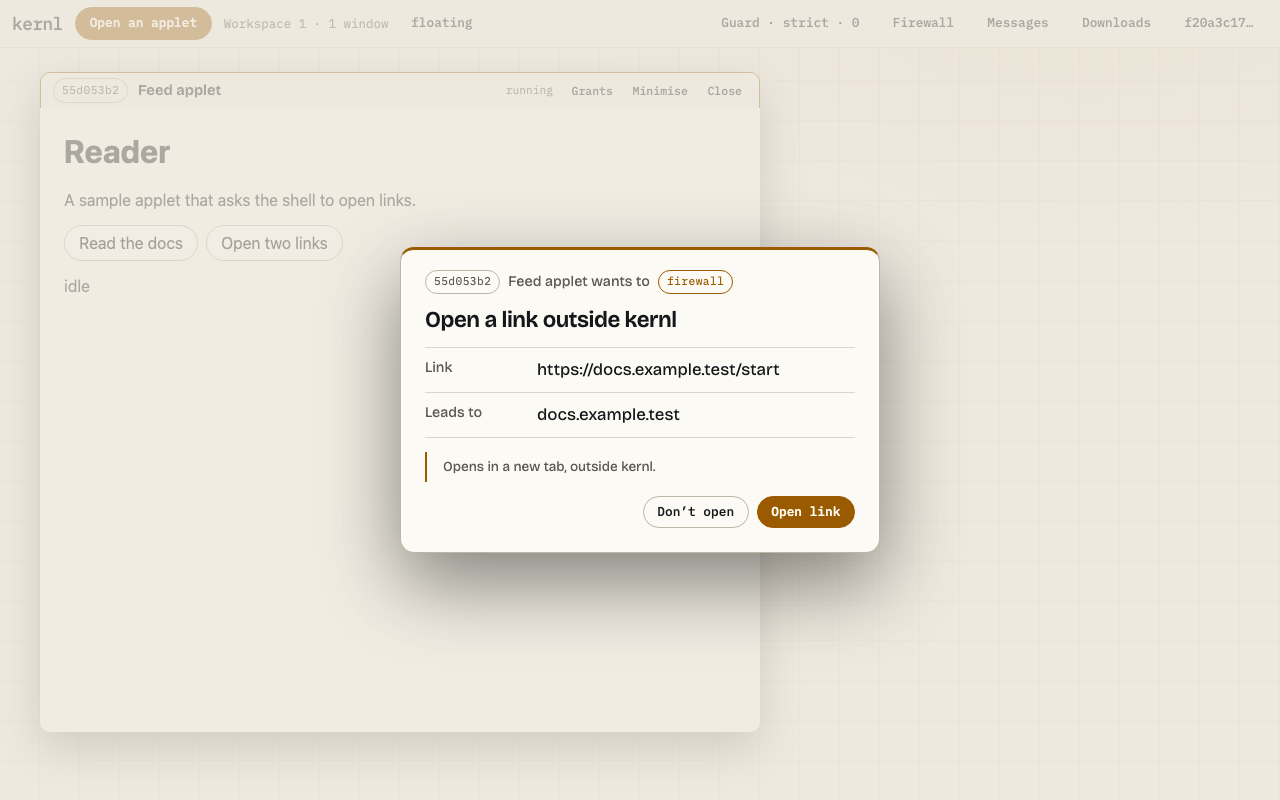 kernl Open an applet Workspace 1 · 1 window floating Guard · strict · 0 Firewall Messages Downloads f20a3c17…
55d053b2 Feed applet running Grants Minimise Close
Reader
A sample applet that asks the shell to open links.
Read the docs Open two links
idle
55d053b2 Feed applet wants to firewall
Open a link outside kernl
Link https://docs.example.test/start
Leads to docs.example.test
Opens in a new tab, outside kernl.
Don’t open Open link